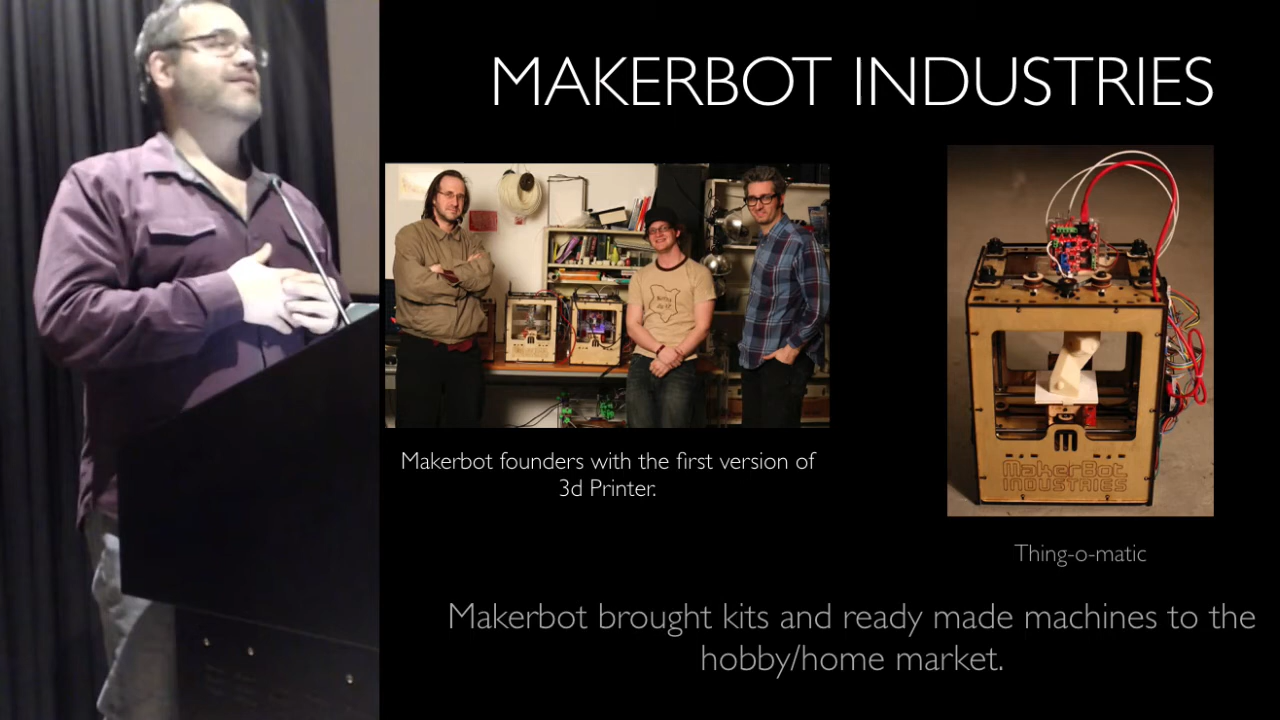 MAKERBOT INDUSTRIES
Makerbot founders with the first version of
3d Printer.
MakerBot
INDUSTRIES
Thing-o-matic
Makerbot brought kits and ready made machines to the
hobby/home market.